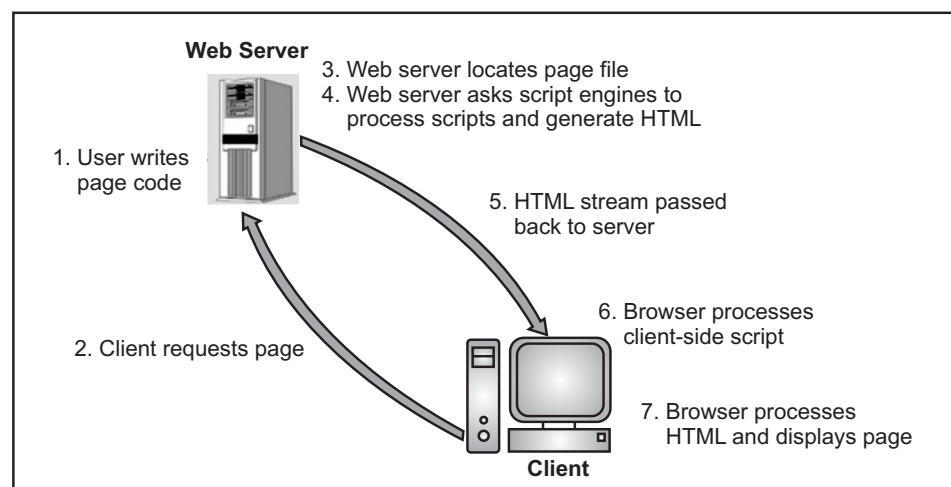 Web Server
3. Web server locates page file
4. Web server asks script engines to
process scripts and generate HTML
1. User writes
page code
5. HTML stream passed
back to server
6. Browser processes
client-side script
2. Client requests page
7. Browser processes
HTML and displays page
Client